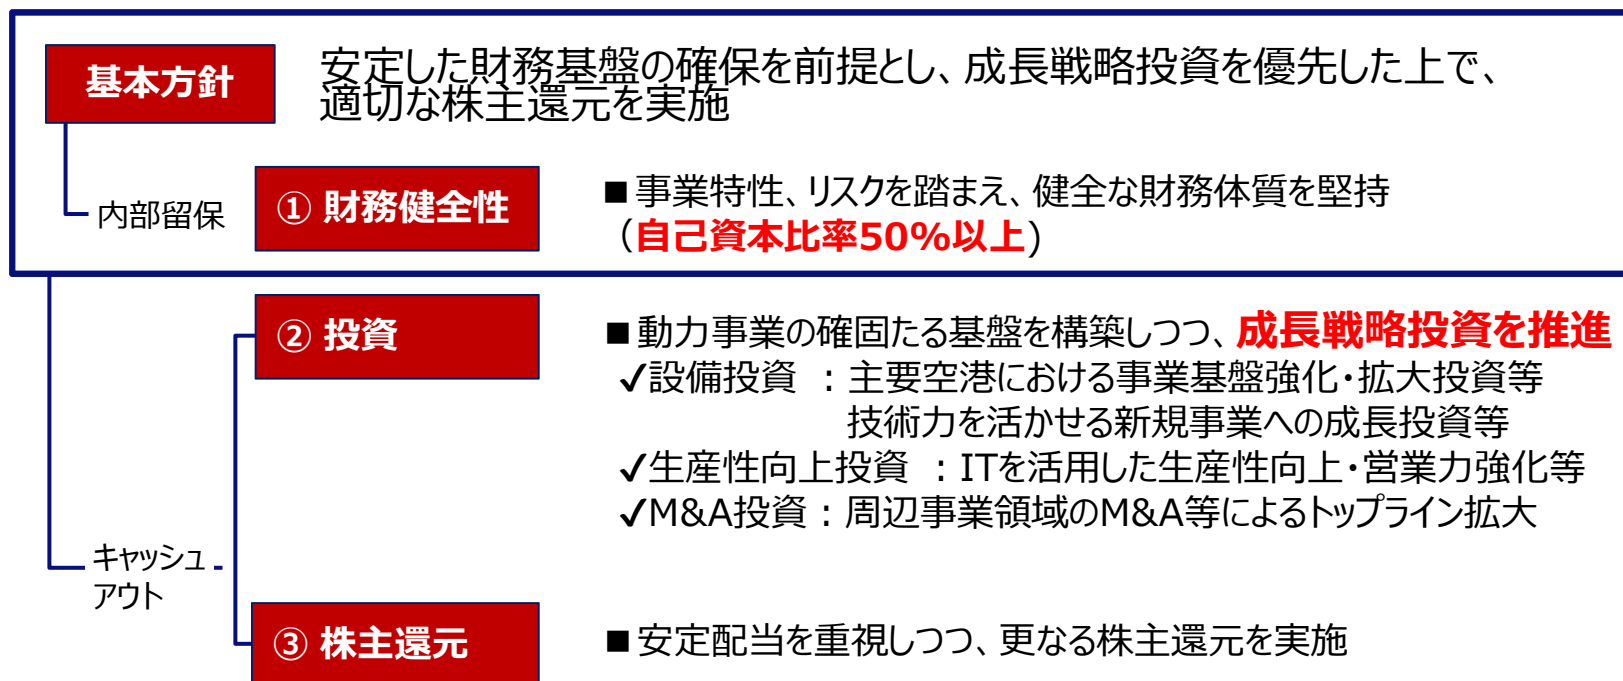 基本方針
安定した財務基盤の確保を前提とし、成長戦略投資を優先した上で、
適切な株主還元を実施
内部留保
① 財務健全性
■事業特性、リスクを踏まえ、健全な財務体質を堅持
（自己資本比率50%以上)
② 投資
■動力事業の確固たる基盤を構築しつつ、成長戦略投資を推進
✓設備投資 ：主要空港における事業基盤強化・拡大投資等
技術力を活かせる新規事業への成長投資等
✓生産性向上投資 ：ITを活用した生産性向上・営業力強化等
✓M&A投資：周辺事業領域のM&A等によるトップライン拡大
キャッシュ
アウト
③ 株主還元
■安定配当を重視しつつ、更なる株主還元を実施